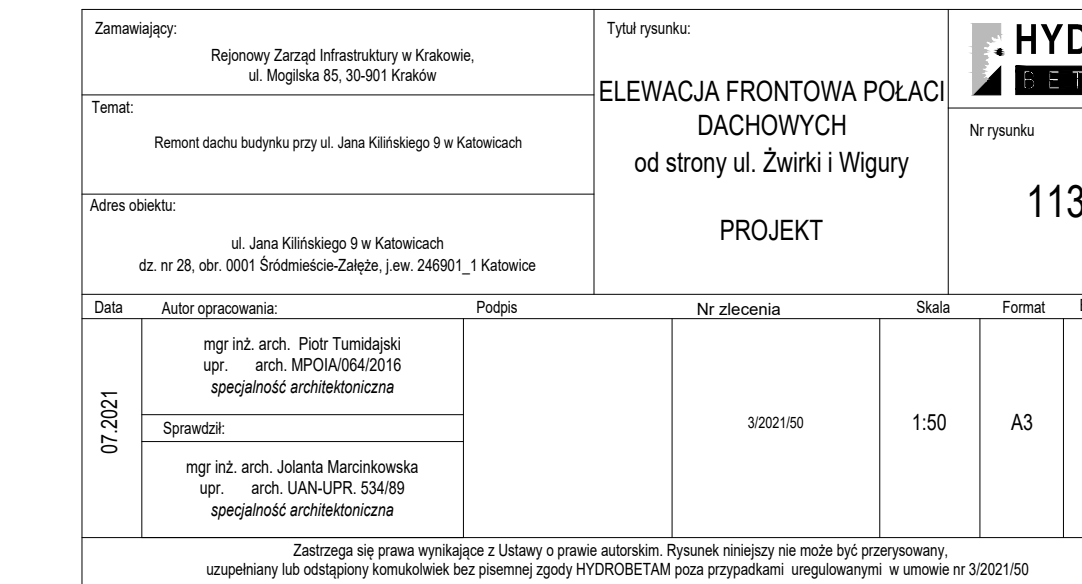 Zamawiający:
Rejonowy Zarząd Infrastruktury w Krakowie,
ul. Mogilska 85, 30-901 Kraków
Temat:
Remont dachu budynku przy ul. Jana Kilińskiego 9 w Katowicach
Adres obiektu:
ul. Jana Kilińskiego 9 w Katowicach
dz. nr 28, obr. 0001 Śródmieście-Załęże, j.ew. 246901_1 Katowice
Tytuł rysunku:
ELEWACJA FRONTOWA POŁACI
DACHOWYCH
od strony ul. Żwirki i Wigury
PROJEKT
Nr rysunku
113
Data
Autor opracowania:
Podpis
Nr zlecenia
Skala
Format
07.2021
mgr inż. arch. Piotr Tumidajski
upr. arch. MPOIA/064/2016
specjalność architektoniczna
Sprawdził:
mgr inż. arch. Jolanta Marcinkowska
upr. arch. UAN-UPR. 534/89
specjalność architektoniczna
3/2021/50
1:50
A3
Zastrzega się prawa wynikające z Ustawy o prawie autorskim. Rysunek niniejszy nie może być przerysowany,
uzupełniany lub odstąpiony komukolwiek bez pisemnej zgody HYDROBETAM poza przypadkami uregulowanymi w umowie nr 3/2021/50